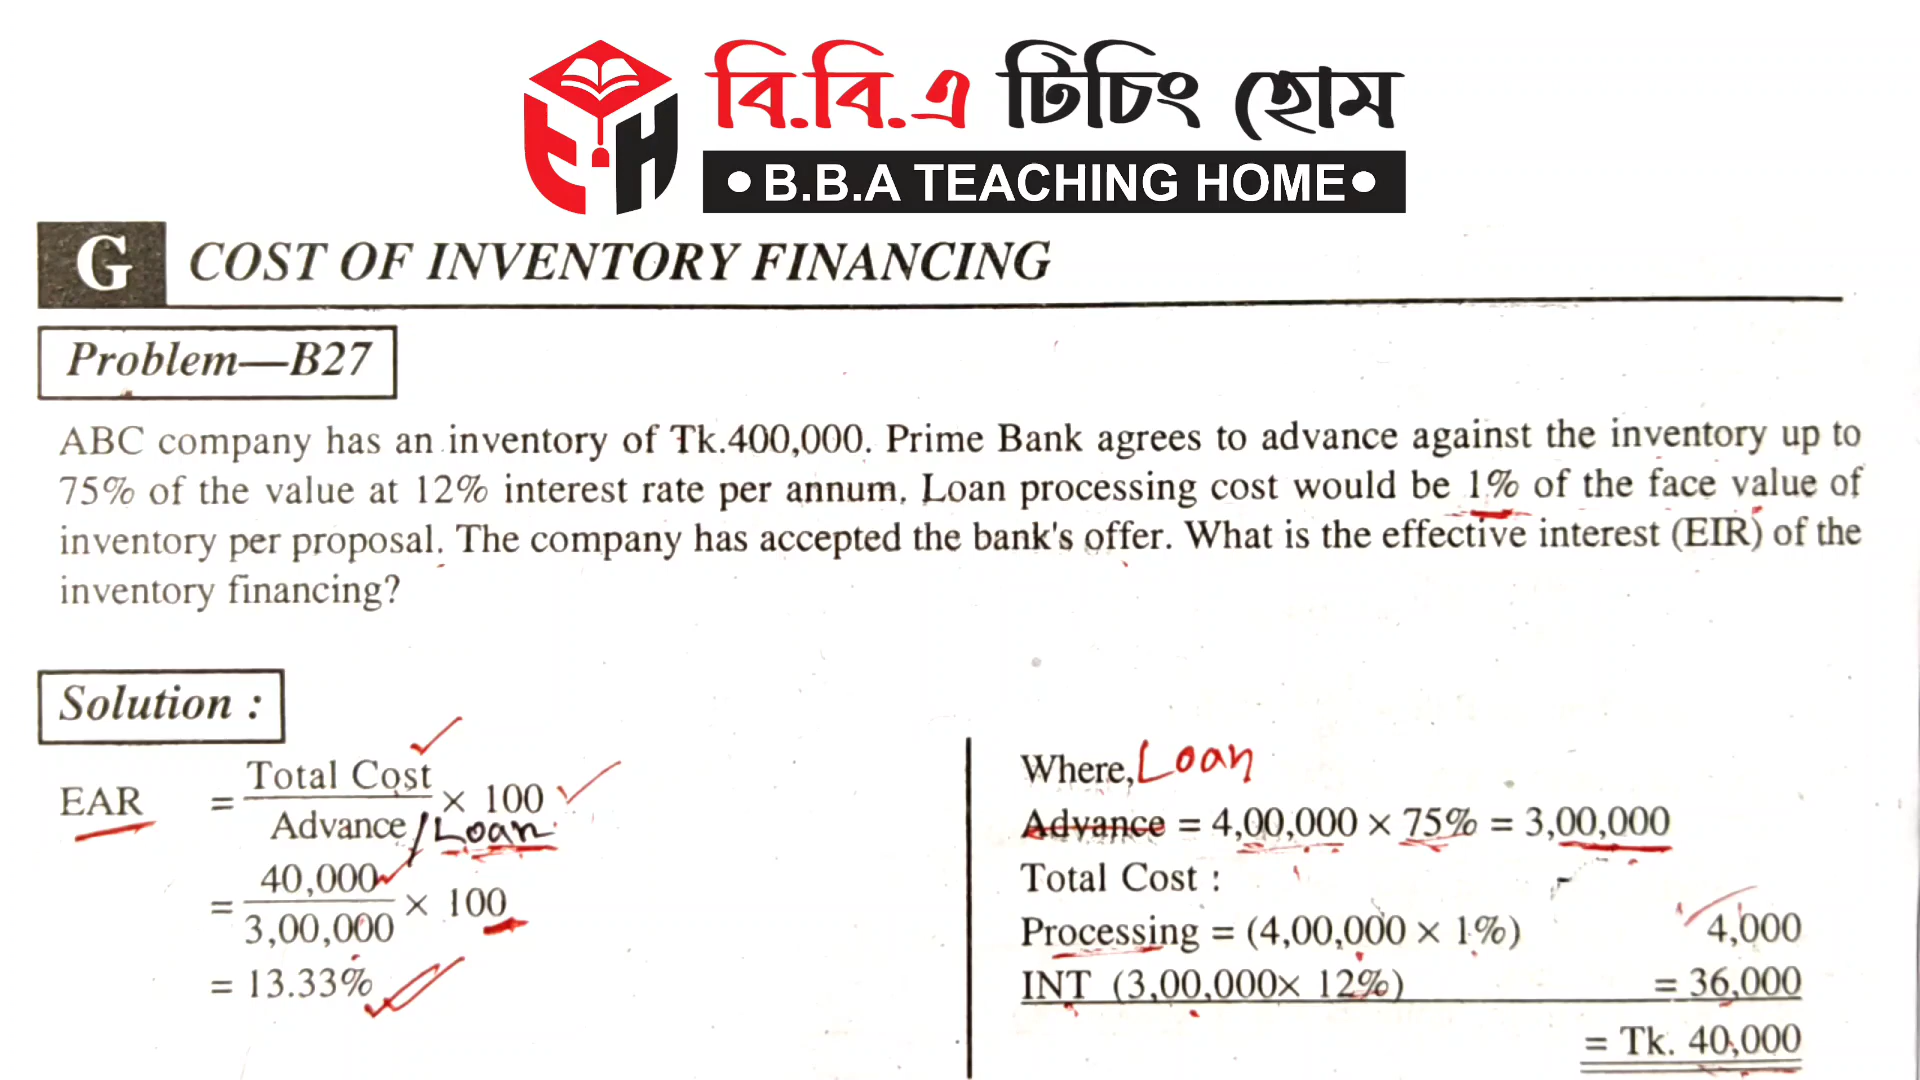 বি.বি.এ টিচিং হোম
• B.B.A TEACHING HOME •
G COST OF INVENTORY FINANCING
Problem—B27
ABC company has an inventory of Tk.400,000. Prime Bank agrees to advance against the inventory up to
75% of the value at 12% interest rate per annum. Loan processing cost would be 1% of the face value of
inventory per proposal. The company has accepted the bank's offer. What is the effective interest (EIR) of the
inventory financing?
Solution :
EAR = Total Cost / Advance / Loan × 100
= 40,000 / 3,00,000 × 100
= 13.33%
Where, Loan
Advance = 4,00,000 × 75% = 3,00,000
Total Cost :
Processing = (4,00,000 × 1%) 4,000
INT (3,00,000× 12%) = 36,000
= Tk. 40,000